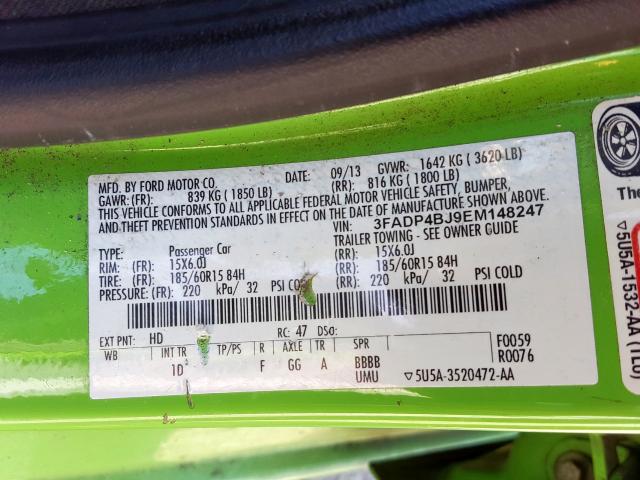 MFD. BY FORD MOTOR CO.
DATE: 09/13 GVWR: 1642 KG ( 3620 LB)
GAWR: (FR): 839 KG ( 1850 LB) (RR): 816 KG ( 1800 LB)
THIS VEHICLE CONFORMS TO ALL APPLICABLE FEDERAL MOTOR VEHICLE SAFETY, BUMPER,
AND THEFT PREVENTION STANDARDS IN EFFECT ON THE DATE OF MANUFACTURE SHOWN ABOVE.
VIN: 3FADP4BJ9EM148247
TYPE: Passenger Car TRAILER TOWING - SEE OWNER GUIDE
RIM: (FR): 15X6.0J (RR): 15X6.0J
TIRE: (FR): 185/60R15 84H (RR): 185/60R15 84H
PRESSURE: (FR): 220 kPa/ 32 PSI COLD (RR): 220 kPa/ 32 PSI COLD
EXT PNT: HD RC: 47 DSO: F0059
WB INT TR TP/PS R AXLE TR SPR R0076
10 F GG A BBBB
UMU ▽5U5A-3520472-AA
The
▽5U5A-1532-AA (TLO)